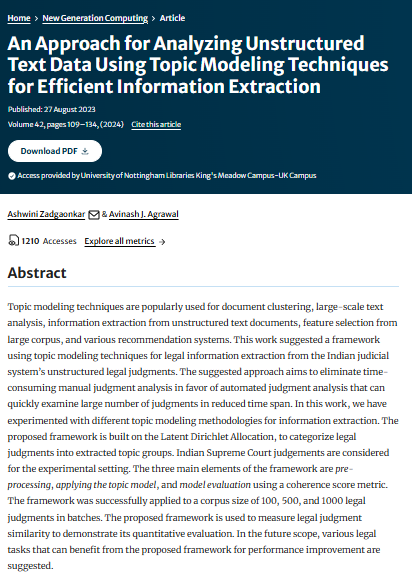 Home > New Generation Computing > Article
An Approach for Analyzing Unstructured
Text Data Using Topic Modeling Techniques
for Efficient Information Extraction
Published: 27 August 2023
Volume 42, pages 109–134, (2024) Cite this article
Download PDF
Access provided by University of Nottingham Libraries King's Meadow Campus-UK Campus
Ashwini Zadgaonkar & Avinash J. Agrawal
1210 Accesses Explore all metrics →
Abstract
Topic modeling techniques are popularly used for document clustering, large-scale text
analysis, information extraction from unstructured text documents, feature selection from
large corpus, and various recommendation systems. This work suggested a framework
using topic modeling techniques for legal information extraction from the Indian judicial
system's unstructured legal judgments. The suggested approach aims to eliminate time-
consuming manual judgment analysis in favor of automated judgment analysis that can
quickly examine large number of judgments in reduced time span. In this work, we have
experimented with different topic modeling methodologies for information extraction. The
proposed framework is built on the Latent Dirichlet Allocation, to categorize legal
judgments into extracted topic groups. Indian Supreme Court judgements are considered
for the experimental setting. The three main elements of the framework are pre-
processing, applying the topic model, and model evaluation using a coherence score metric.
The framework was successfully applied to a corpus size of 100, 500, and 1000 legal
judgments in batches. The proposed framework is used to measure legal judgment
similarity to demonstrate its quantitative evaluation. In the future scope, various legal
tasks that can benefit from the proposed framework for performance improvement are
suggested.